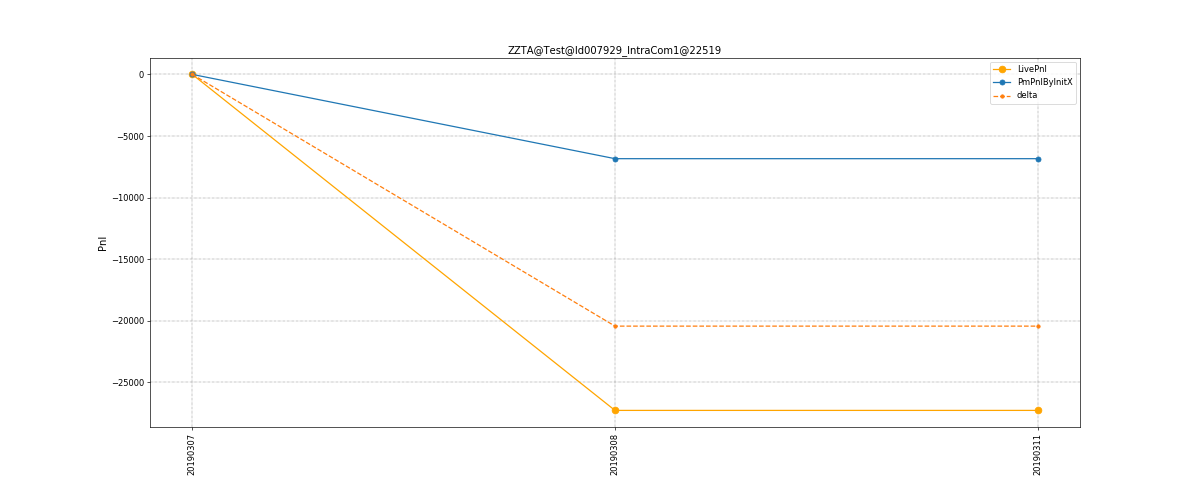 ZZTA@Test@Id007929_IntraCom1@22519
LivePnl
PmPnlByInitX
delta
0
−5000
−10000
−15000
−20000
−25000
Pnl
20190307
20190308
20190311